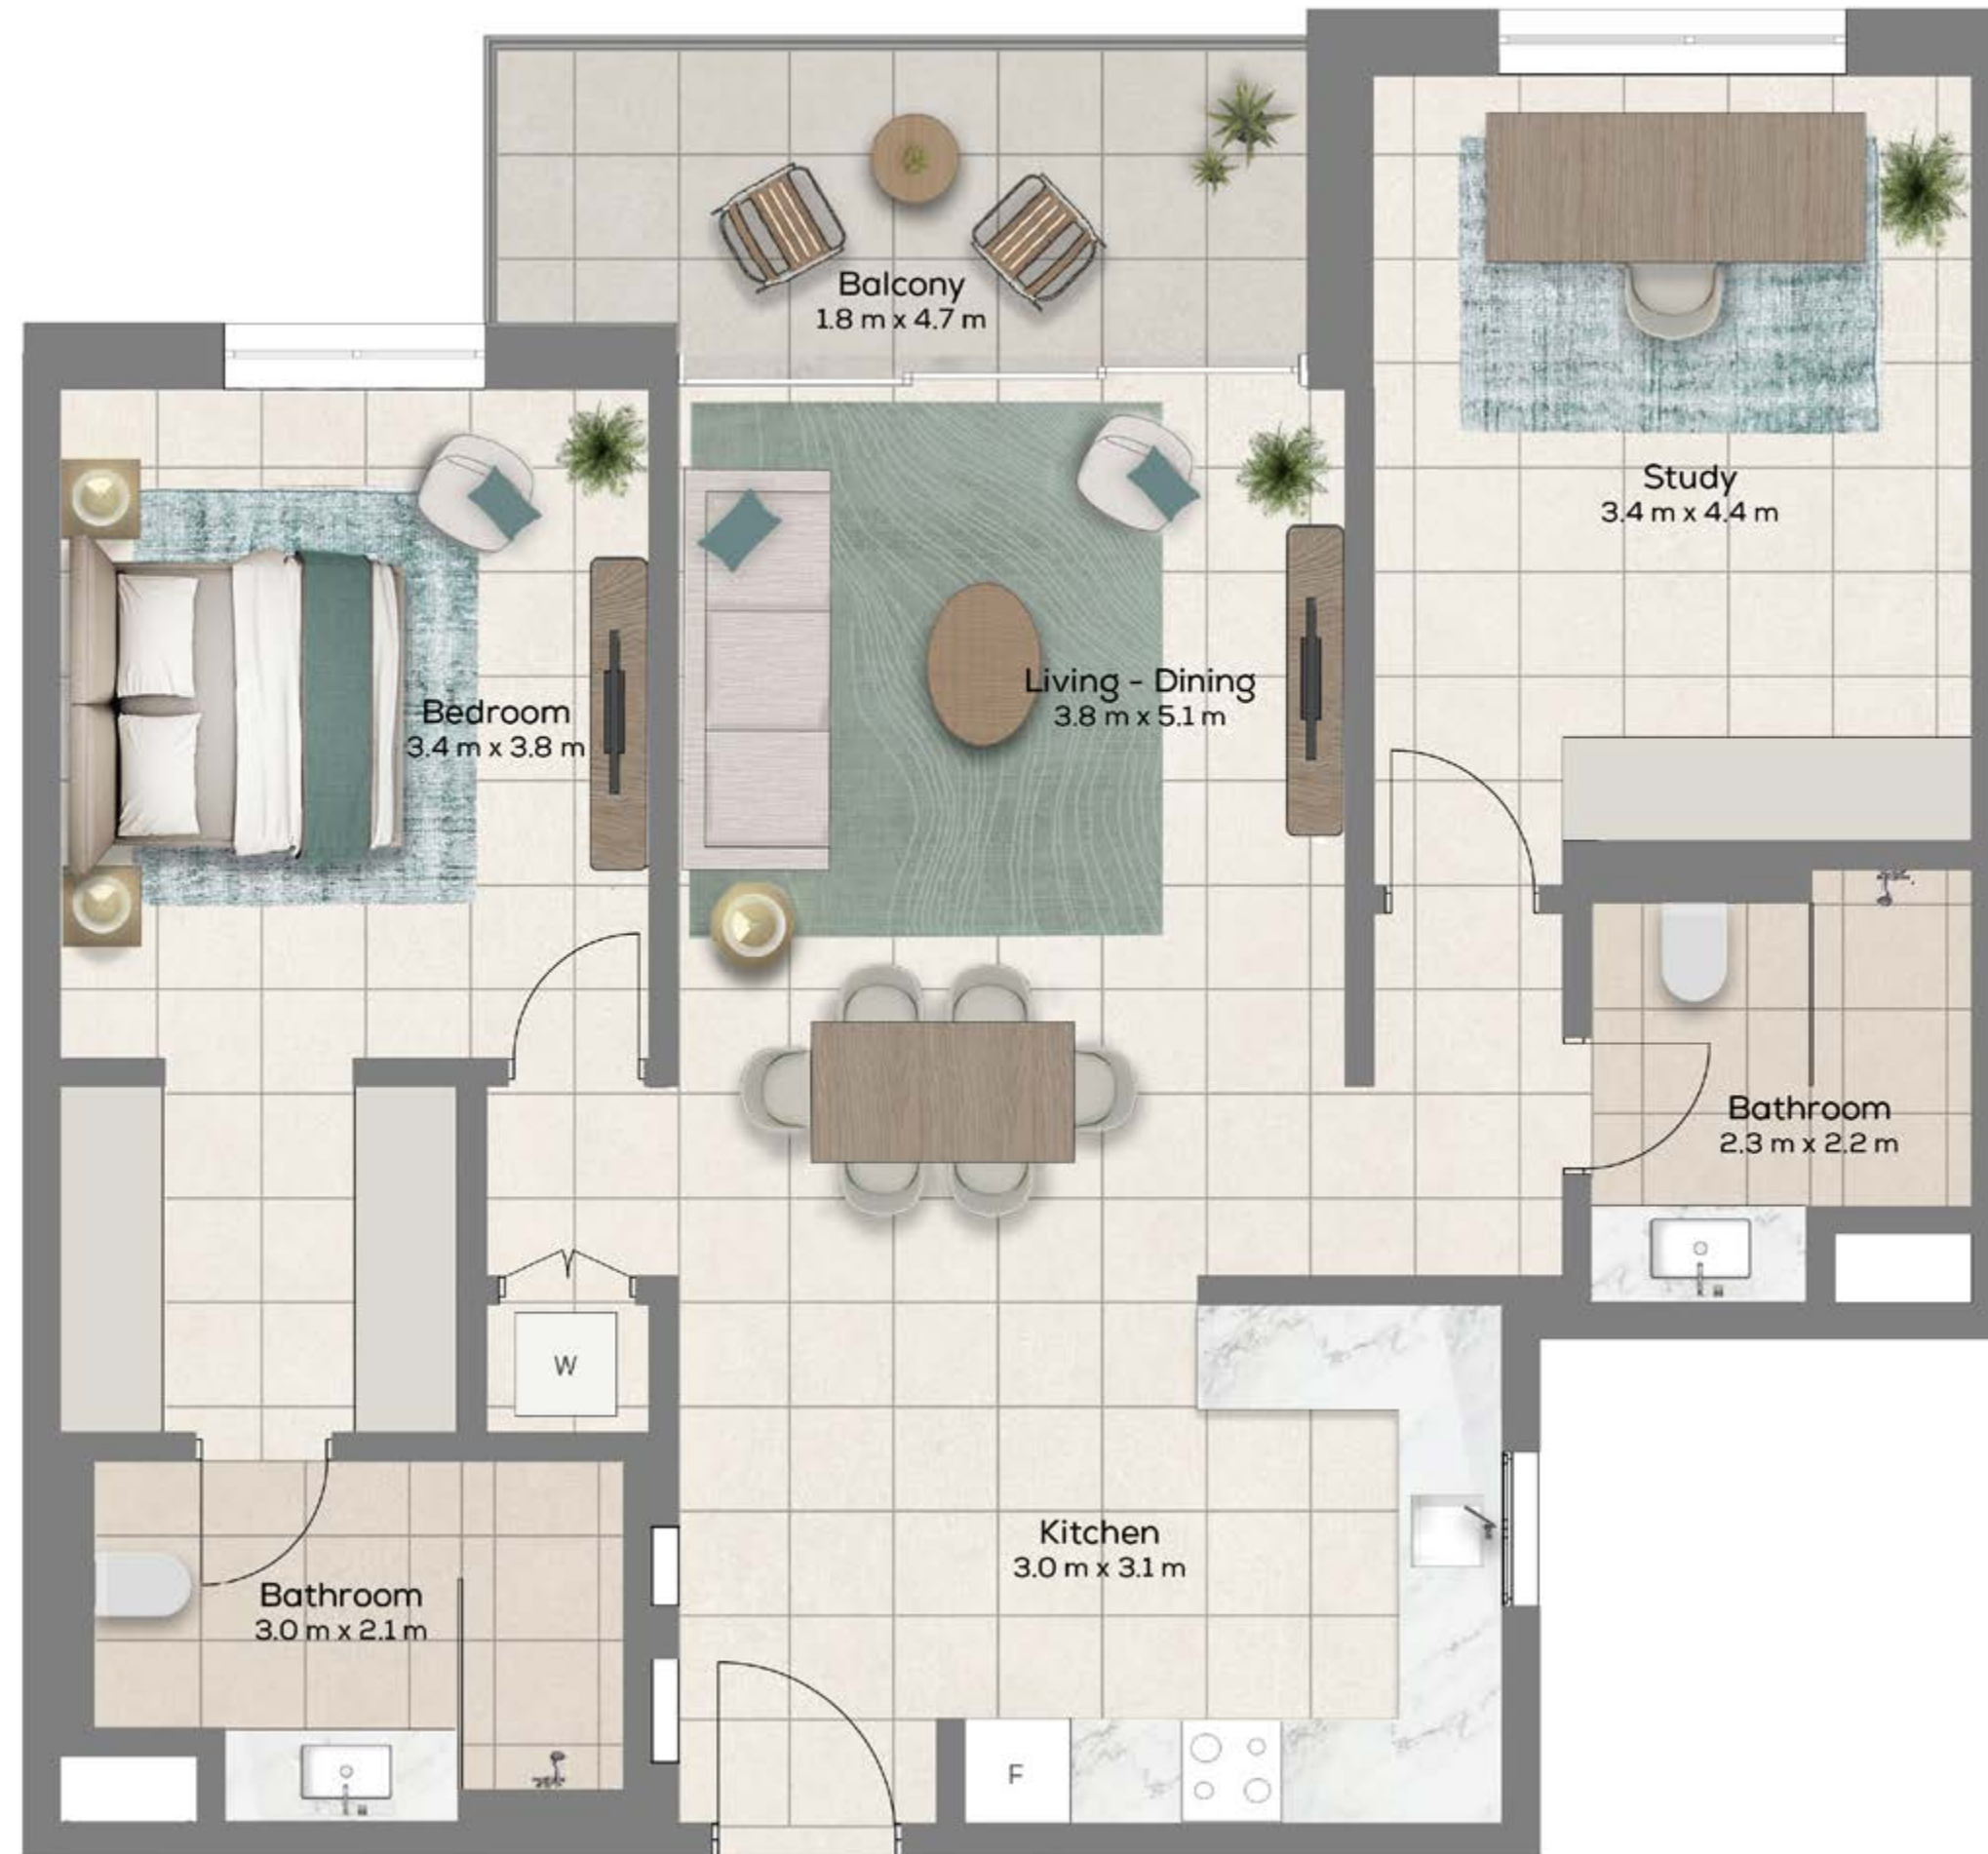 Balcony
1.8 m x 4.7 m
Study
3.4 m x 4.4 m
Living - Dining
3.8 m x 5.1 m
Bedroom
3.4 m x 3.8 m
Bathroom
2.3 m x 2.2 m
W
Kitchen
3.0 m x 3.1 m
Bathroom
3.0 m x 2.1 m
F